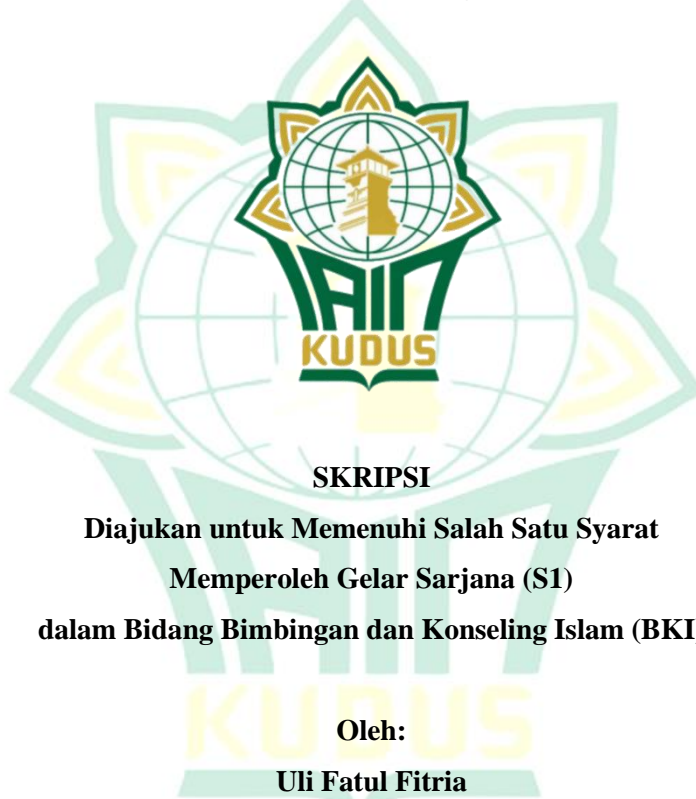 IAIN
KUDUS
SKRIPSI
Diajukan untuk Memenuhi Salah Satu Syarat
Memperoleh Gelar Sarjana (S1)
dalam Bidang Bimbingan dan Konseling Islam (BKI
Oleh:
Uli Fatul Fitria